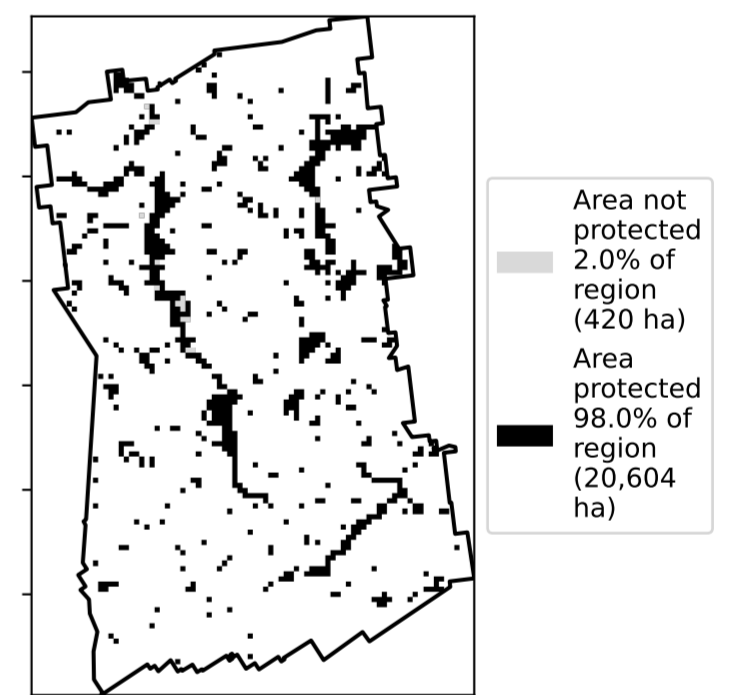 Area not
protected
2.0% of
region
(420 ha)
Area
protected
98.0% of
region
(20,604
ha)